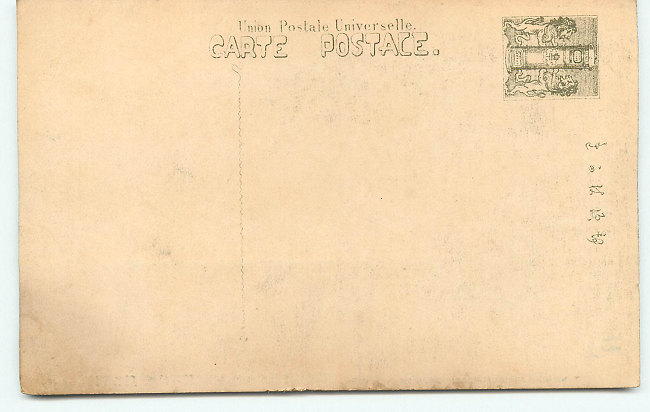 Union Postale Universelle.
CARTE POSTALE.